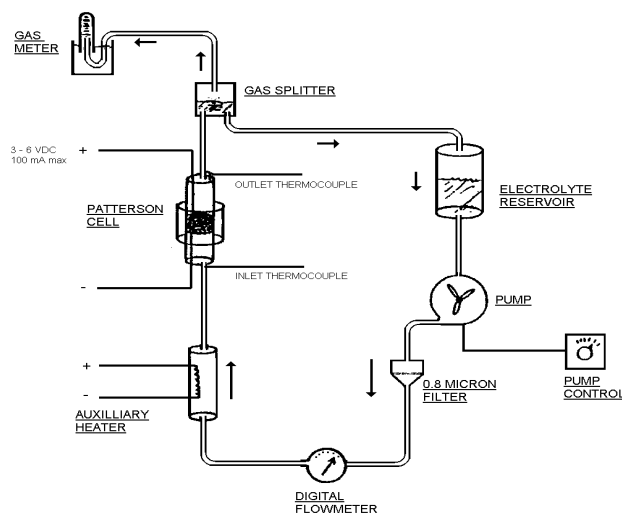 GAS
METER
GAS SPLITTER
3 - 6 VDC
100 mA max
+
OUTLET THERMOCOUPLE
PATTERSON
CELL
ELECTROLYTE
RESERVOIR
INLET THERMOCOUPLE
-
PUMP
+
-
0.8 MICRON
FILTER
PUMP
CONTROL
AUXILLIARY
HEATER
DIGITAL
FLOWMETER